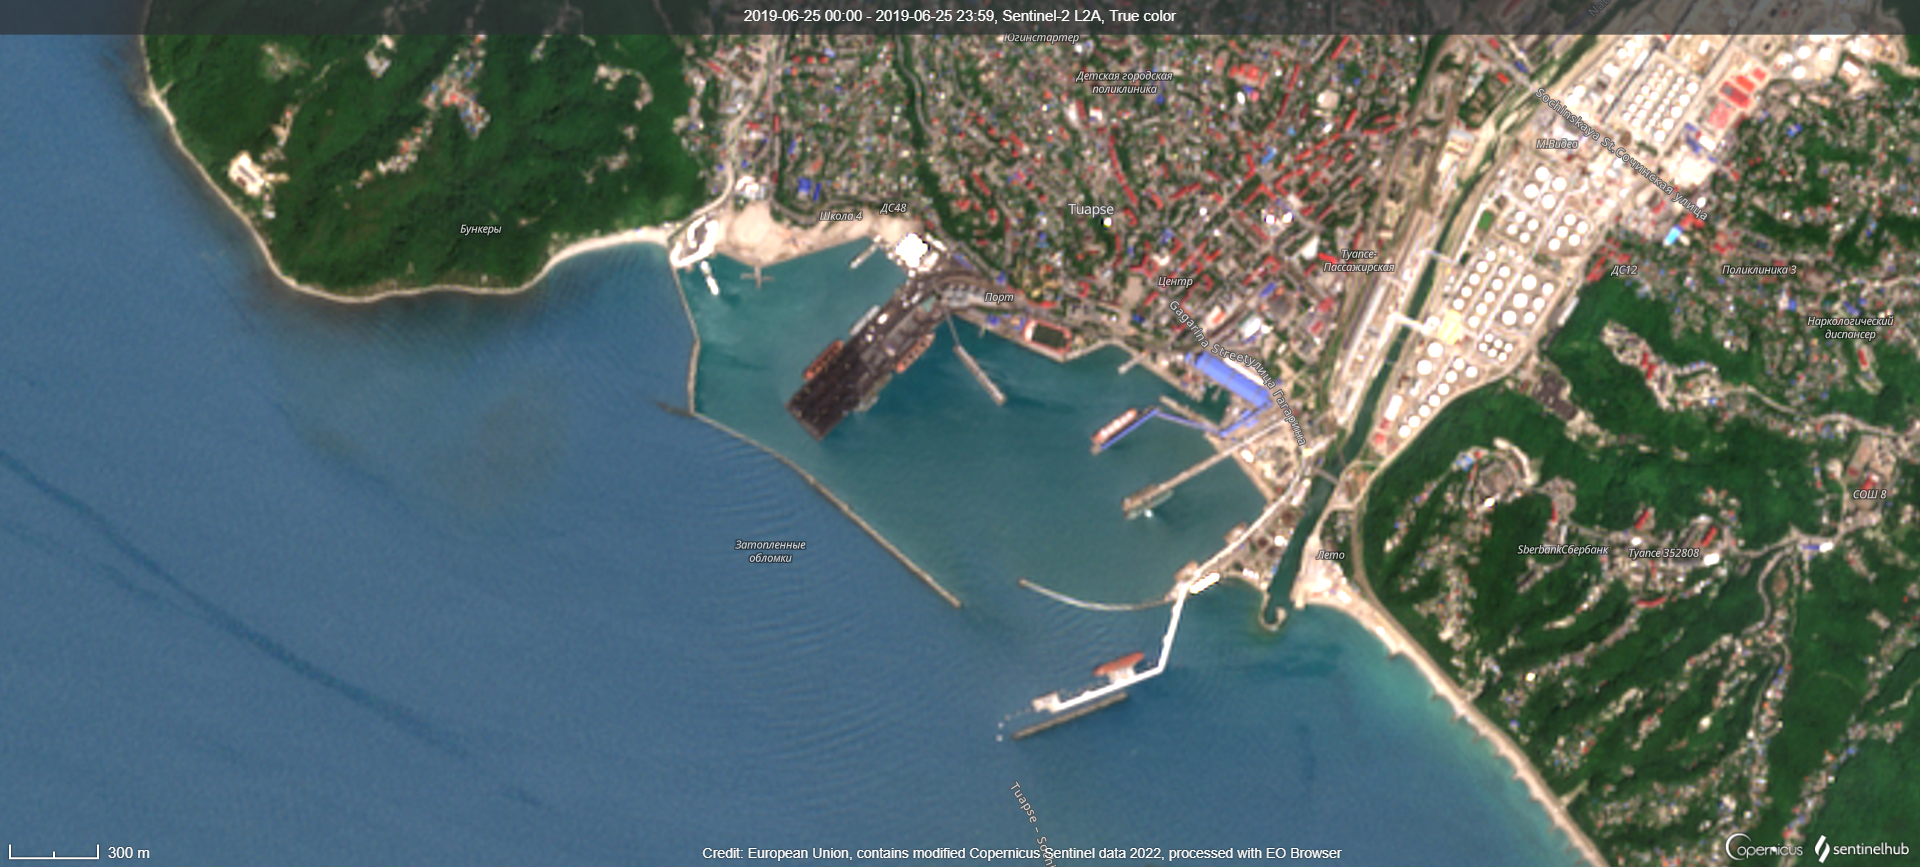 2019-06-25 00:00 - 2019-06-25 23:59, Sentinel-2 L2A, True color
Югинстартер
Детская городская
поликлиника
Sochinskaya St.Сочинская улица
М.Видео
Школа 4
ДС48
Tuapse
Бункеры
Туапсе-
Пассажирская
ДС12
Поликлиника 3
Центр
Порт
Gagarina Streetулица Гагарина
Наркологический
диспансер
СОШ 8
Затопленные
обломки
Лето
SberbankСбербанк
Туапсе 352808
Tuapse – Sochi
300 m
Credit: European Union, contains modified Copernicus Sentinel data 2022, processed with EO Browser
opernicus
sentinelhub